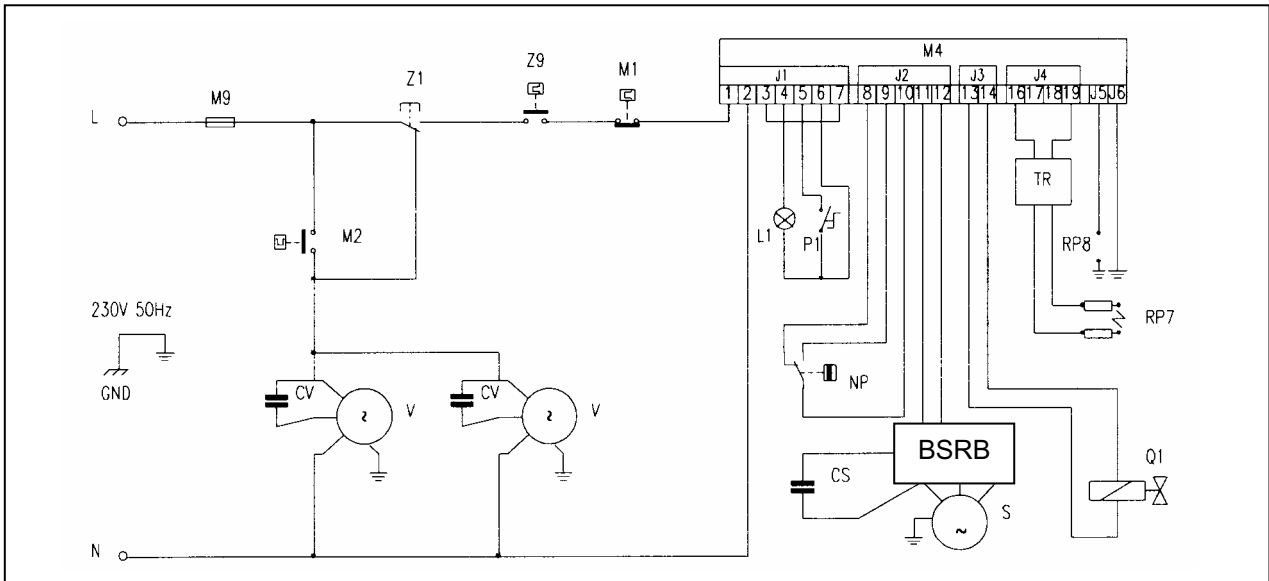 M4
J1 J2 J3 J4
1 2 3 4 5 6 7 8 9 10 11 12 13 14 16 17 18 19 J5 J6
Z1 Z9 M1
M9
L
TR
L1 P1 RP8
M2
230V 50Hz
RP7
GND
NP
CV V CV V
BSRB
CS Q1
S
N